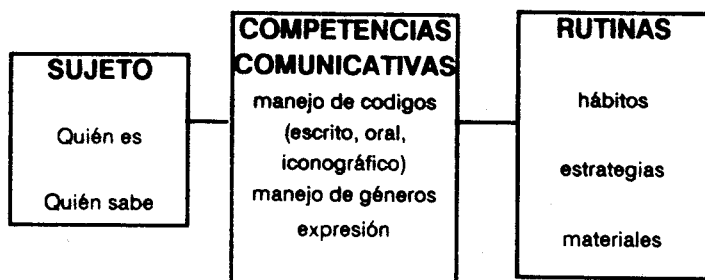 SUJETO
Quién es
Quién sabe
COMPETENCIAS
COMUNICATIVAS
manejo de codigos
(escrito, oral,
iconográfico)
manejo de géneros
expresión
RUTINAS
hábitos
estrategias
materiales